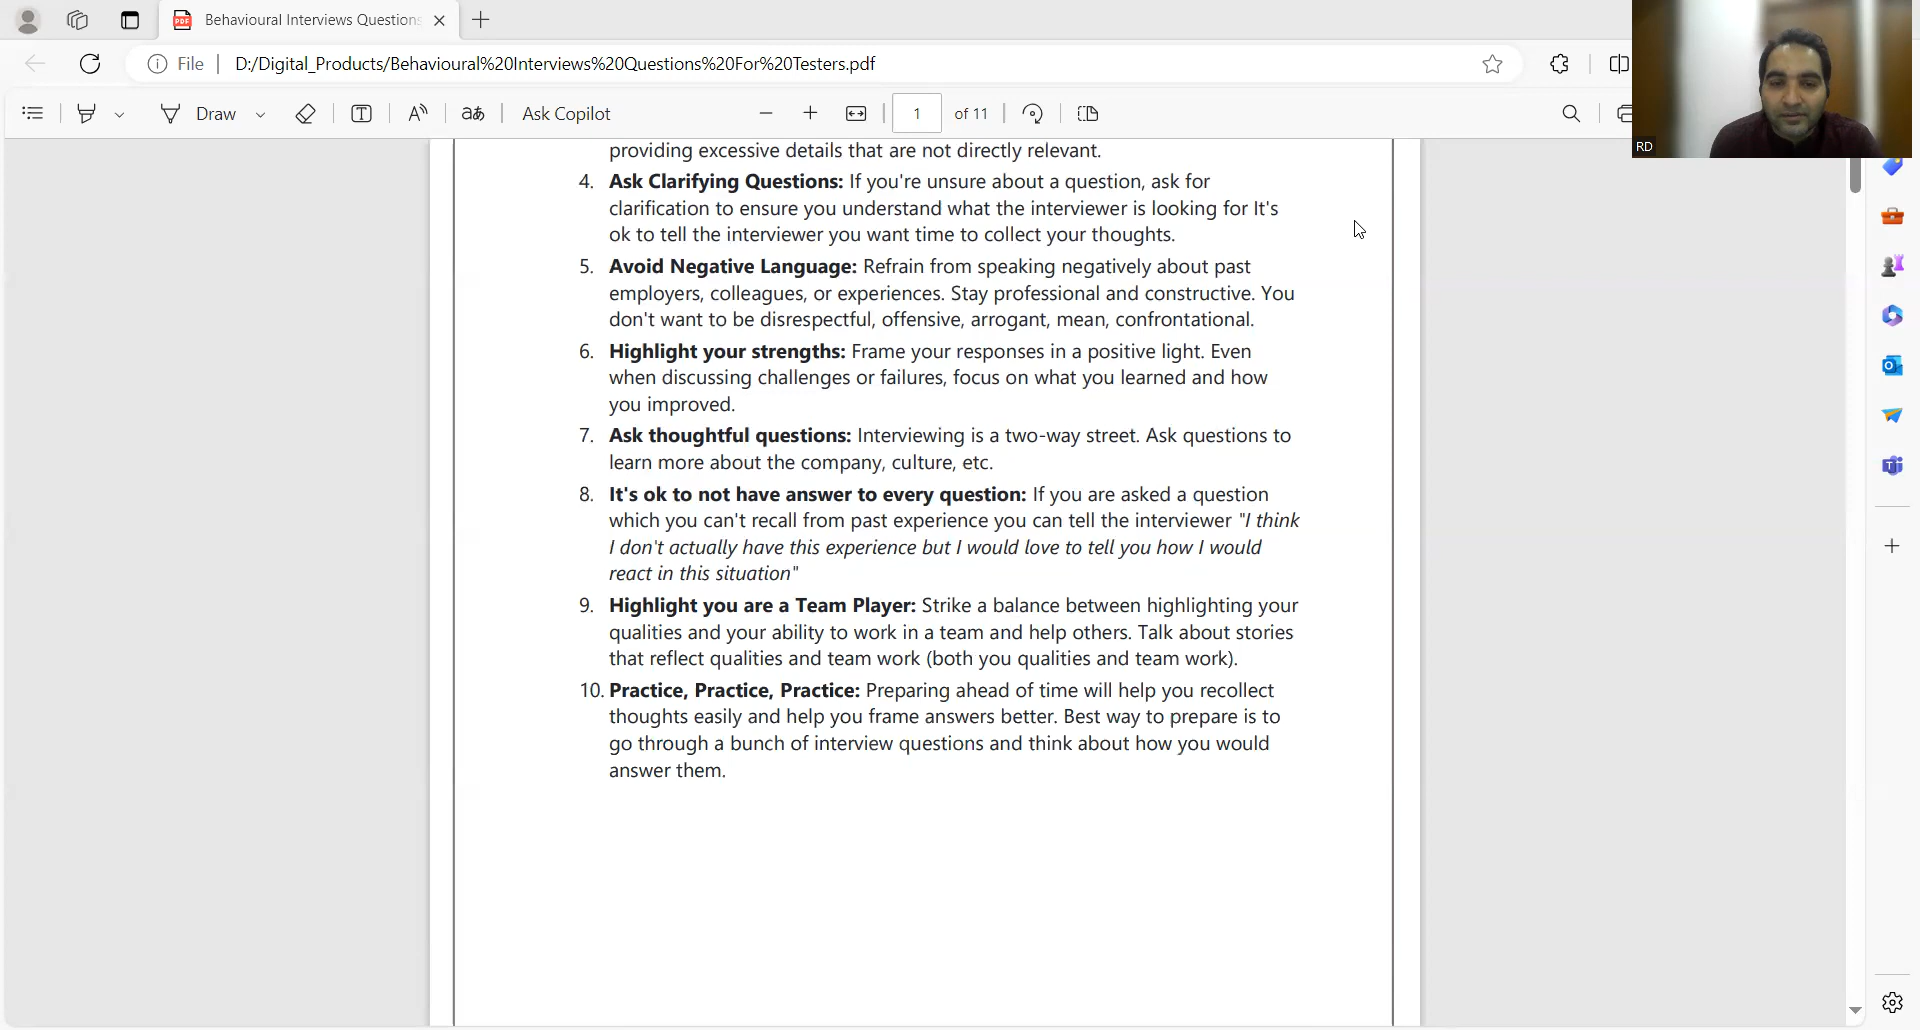 Behavioural Interviews Questions
File
D:/Digital_Products/Behavioural%20Interviews%20Questions%20For%20Testers.pdf
Draw
Ask Copilot
1 of 11
RD
providing excessive details that are not directly relevant.
4. Ask Clarifying Questions: If you're unsure about a question, ask for
clarification to ensure you understand what the interviewer is looking for It's
ok to tell the interviewer you want time to collect your thoughts.
5. Avoid Negative Language: Refrain from speaking negatively about past
employers, colleagues, or experiences. Stay professional and constructive. You
don't want to be disrespectful, offensive, arrogant, mean, confrontational.
6. Highlight your strengths: Frame your responses in a positive light. Even
when discussing challenges or failures, focus on what you learned and how
you improved.
7. Ask thoughtful questions: Interviewing is a two-way street. Ask questions to
learn more about the company, culture, etc.
8. It's ok to not have answer to every question: If you are asked a question
which you can't recall from past experience you can tell the interviewer "I think
I don't actually have this experience but I would love to tell you how I would
react in this situation"
9. Highlight you are a Team Player: Strike a balance between highlighting your
qualities and your ability to work in a team and help others. Talk about stories
that reflect qualities and team work (both you qualities and team work).
10. Practice, Practice, Practice: Preparing ahead of time will help you recollect
thoughts easily and help you frame answers better. Best way to prepare is to
go through a bunch of interview questions and think about how you would
answer them.